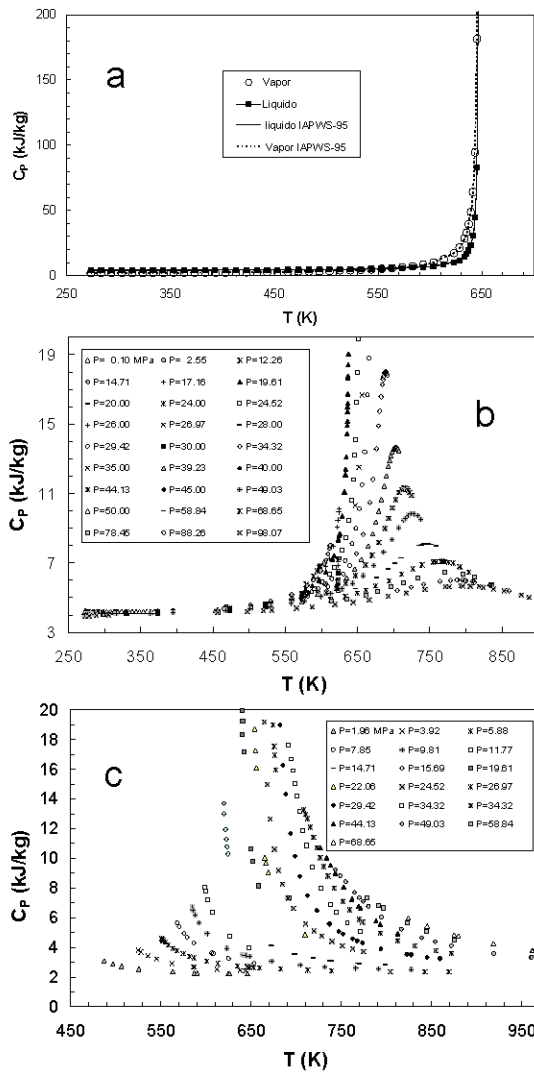 200
150
100
50
0
C_P (kJ/kg)
a
Vapor
Liquido
liquido IAPWS-95
Vapor IAPWS-95
250
350
450
550
650
T (K)
19
15
11
7
3
C_P (kJ/kg)
b
P= 0.10 MPa P= 2.55 P=12.26
P=14.71 P=17.16 P=19.61
P=20.00 P=24.00 P=24.52
P=26.00 P=26.97 P=28.00
P=29.42 P=30.00 P=34.32
P=35.00 P=39.23 P=40.00
P=44.13 P=45.00 P=49.03
P=50.00 P=58.84 P=68.65
P=78.45 P=88.26 P=98.07
250
350
450
550
650
750
850
T (K)
20
18
16
14
12
10
8
6
4
2
0
C_P (kJ/kg)
c
P=1.96 MPa P=3.92 P=5.88
P=7.85 P=9.81 P=11.77
P=14.71 P=15.69 P=19.61
P=22.06 P=24.52 P=26.97
P=29.42 P=34.32 P=34.32
P=44.13 P=49.03 P=58.84
P=68.65
450
550
650
750
850
T (K)